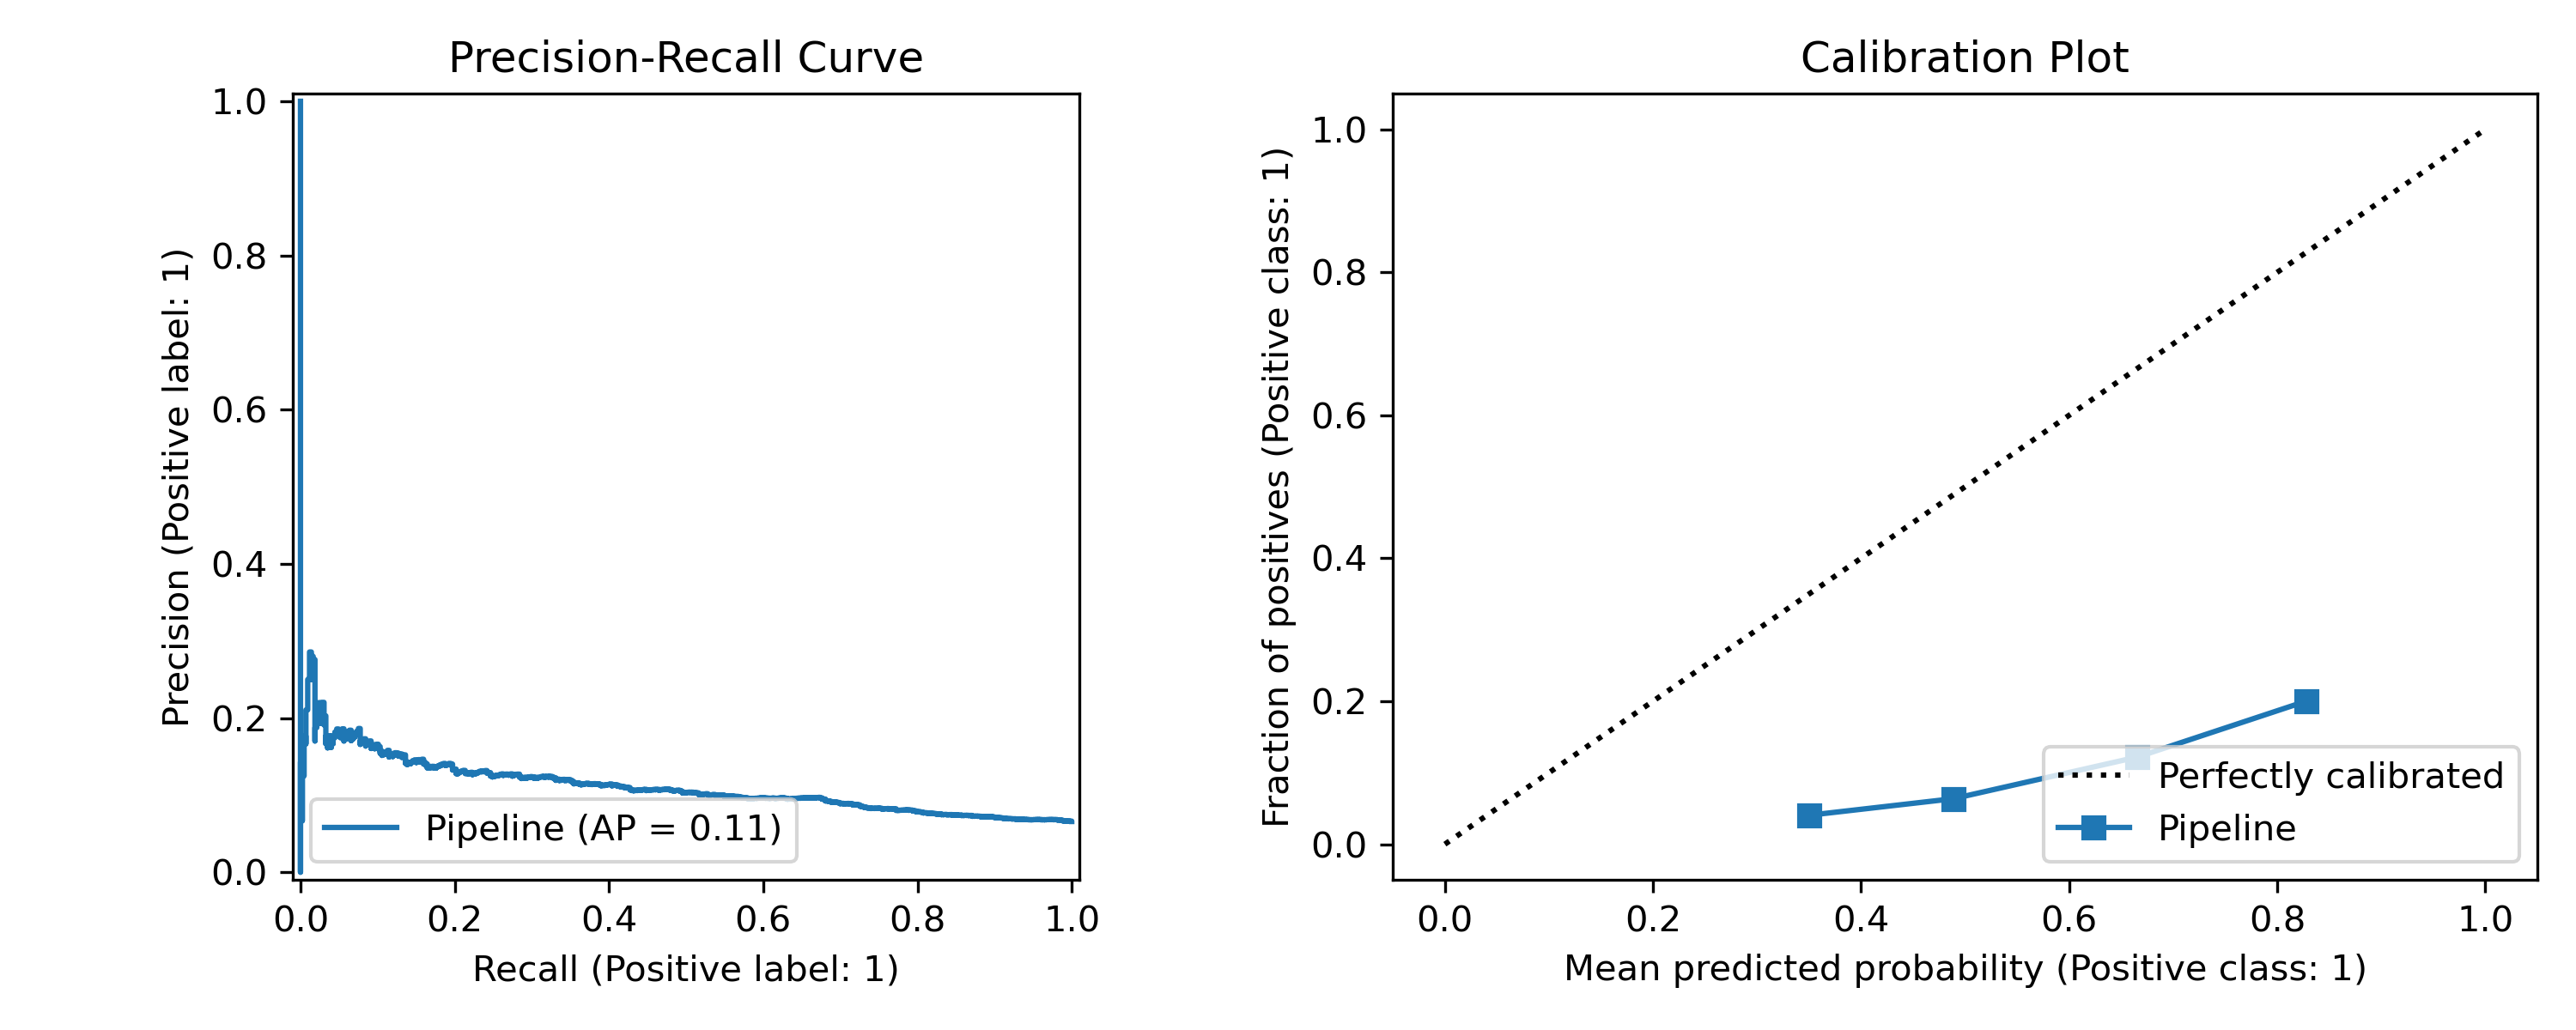 Precision-Recall Curve
1.0
0.8
0.6
0.4
0.2
0.0
Precision (Positive label: 1)
Pipeline (AP = 0.11)
0.0 0.2 0.4 0.6 0.8 1.0
Recall (Positive label: 1)
Calibration Plot
1.0
0.8
0.6
0.4
0.2
0.0
Fraction of positives (Positive class: 1)
Perfectly calibrated
Pipeline
0.0 0.2 0.4 0.6 0.8 1.0
Mean predicted probability (Positive class: 1)